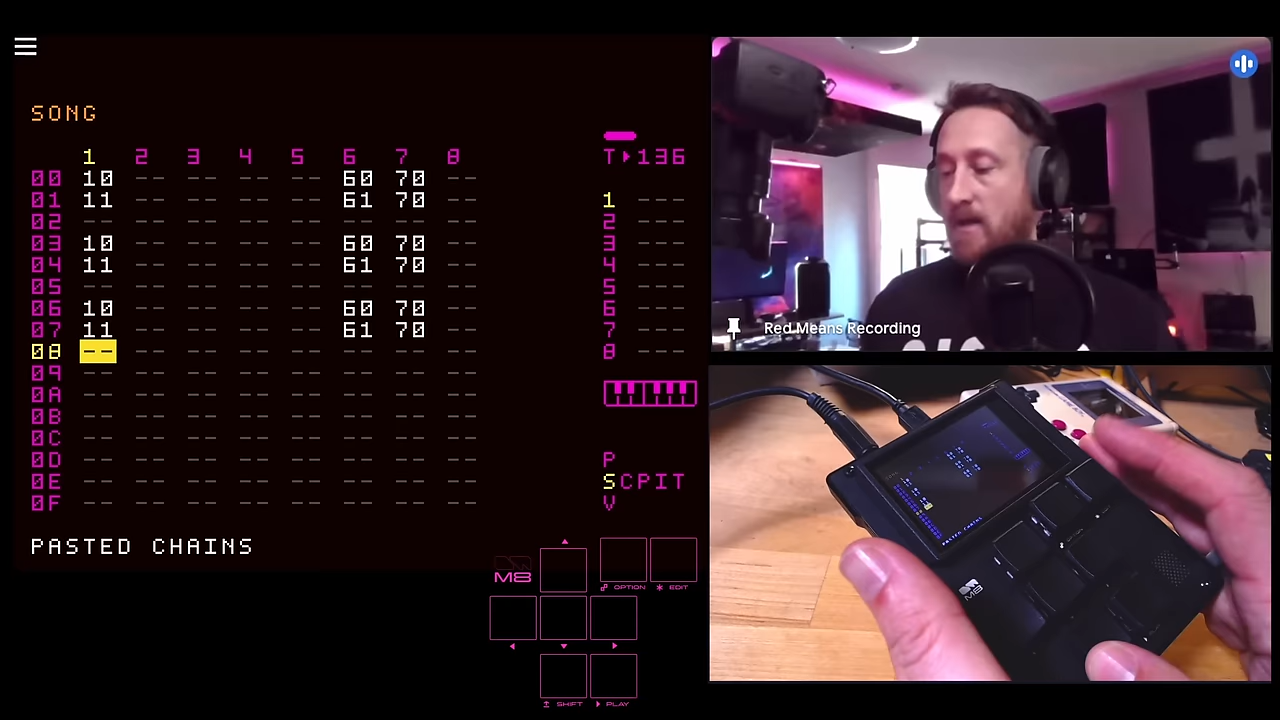 SONG
1 2 3 4 5 6 7 8
00 10 -- -- -- -- 60 70 --
01 11 -- -- -- -- 61 70 --
02 -- -- -- -- -- -- -- --
03 10 -- -- -- -- 60 70 --
04 11 -- -- -- -- 61 70 --
05 -- -- -- -- -- -- -- --
06 10 -- -- -- -- 60 70 --
07 11 -- -- -- -- 61 70 --
08 -- -- -- -- -- -- -- --
09 -- -- -- -- -- -- -- --
0A -- -- -- -- -- -- -- --
0B -- -- -- -- -- -- -- --
0C -- -- -- -- -- -- -- --
0D -- -- -- -- -- -- -- --
0E -- -- -- -- -- -- -- --
0F -- -- -- -- -- -- -- --
PASTED CHAINS
T▸136
1 ---
2 ---
3 ---
4 ---
5 ---
6 ---
7 ---
8 ---
P
SCPIT
V
M8
OPTION
EDIT
SHIFT
PLAY
Red Means Recording
M8